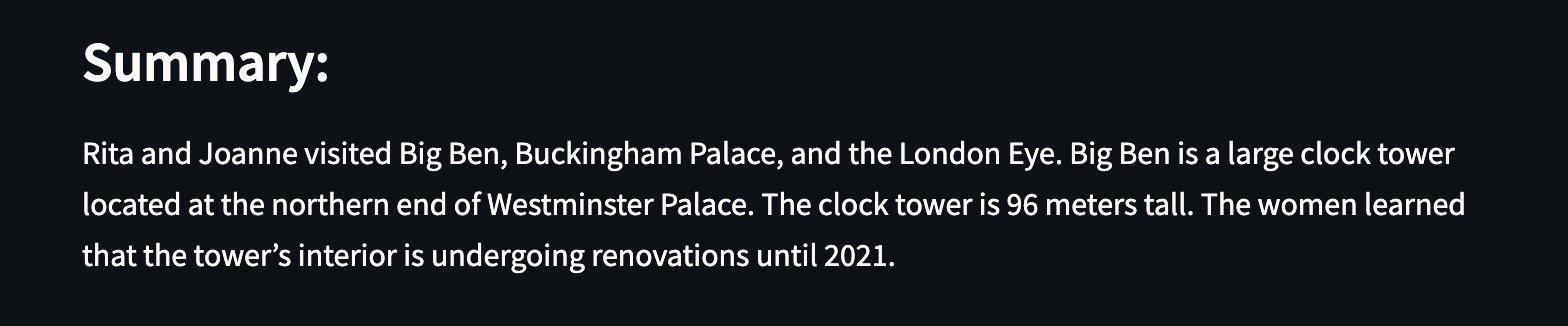 Summary:
Rita and Joanne visited Big Ben, Buckingham Palace, and the London Eye. Big Ben is a large clock tower
located at the northern end of Westminster Palace. The clock tower is 96 meters tall. The women learned
that the tower’s interior is undergoing renovations until 2021.